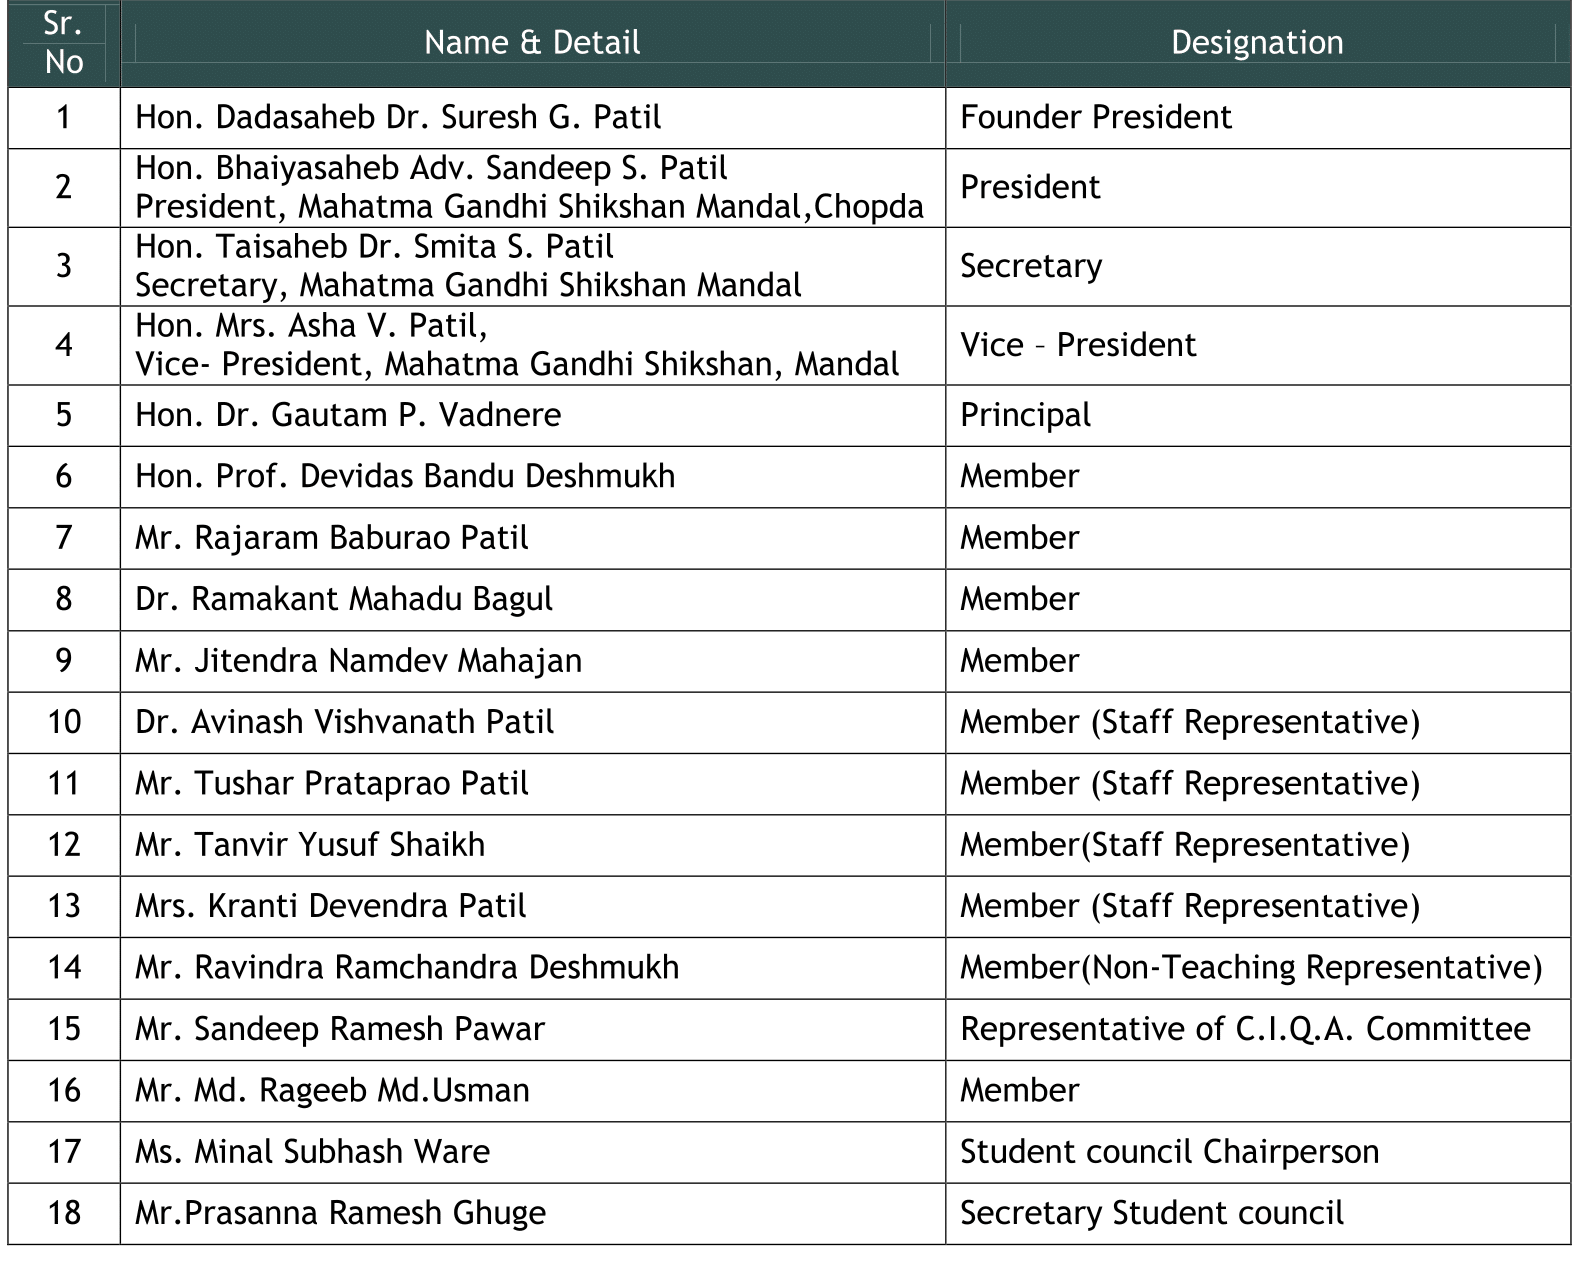 Sr. No Name & Detail Designation
1 Hon. Dadasaheb Dr. Suresh G. Patil Founder President
2 Hon. Bhaiyasaheb Adv. Sandeep S. Patil
President, Mahatma Gandhi Shikshan Mandal,Chopda President
3 Hon. Taisaheb Dr. Smita S. Patil
Secretary, Mahatma Gandhi Shikshan Mandal Secretary
4 Hon. Mrs. Asha V. Patil,
Vice- President, Mahatma Gandhi Shikshan, Mandal Vice – President
5 Hon. Dr. Gautam P. Vadnere Principal
6 Hon. Prof. Devidas Bandu Deshmukh Member
7 Mr. Rajaram Baburao Patil Member
8 Dr. Ramakant Mahadu Bagul Member
9 Mr. Jitendra Namdev Mahajan Member
10 Dr. Avinash Vishvanath Patil Member (Staff Representative)
11 Mr. Tushar Prataprao Patil Member (Staff Representative)
12 Mr. Tanvir Yusuf Shaikh Member(Staff Representative)
13 Mrs. Kranti Devendra Patil Member (Staff Representative)
14 Mr. Ravindra Ramchandra Deshmukh Member(Non-Teaching Representative)
15 Mr. Sandeep Ramesh Pawar Representative of C.I.Q.A. Committee
16 Mr. Md. Rageeb Md.Usman Member
17 Ms. Minal Subhash Ware Student council Chairperson
18 Mr.Prasanna Ramesh Ghuge Secretary Student council